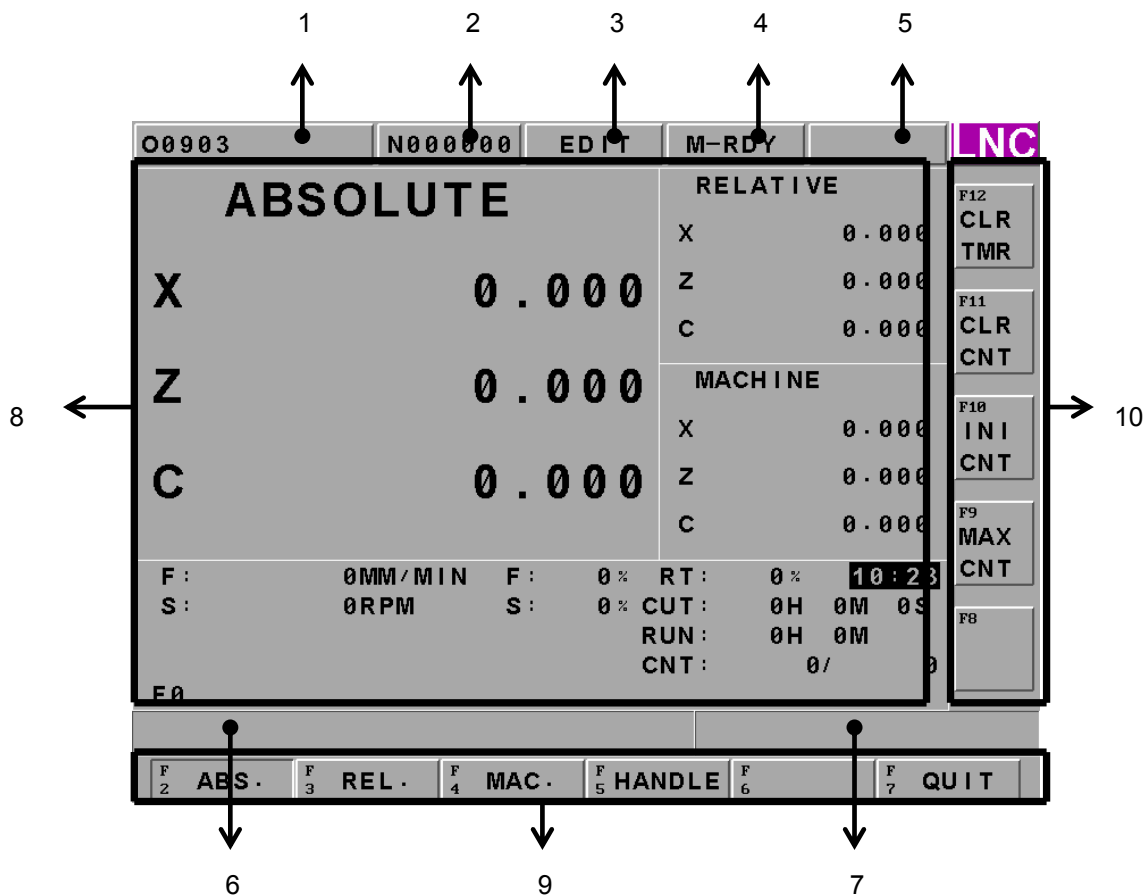 1 2 3 4 5
O0903 N000000 EDIT M-RDY LNC
ABSOLUTE
X 0.000
Z 0.000
C 0.000
RELATIVE
X 0.000
Z 0.000
C 0.000
MACHINE
X 0.000
Z 0.000
C 0.000
F: 0MM/MIN F: 0% RT: 0% 10:23
S: 0RPM S: 0% CUT: 0H 0M 0S
RUN: 0H 0M
CNT: 0/ 0
F0
F12
CLR
TMR
F11
CLR
CNT
F10
INI
CNT
F9
MAX
CNT
F8
8
10
F2 ABS. F3 REL. F4 MAC. F5 HANDLE F6 F7 QUIT
6 9 7